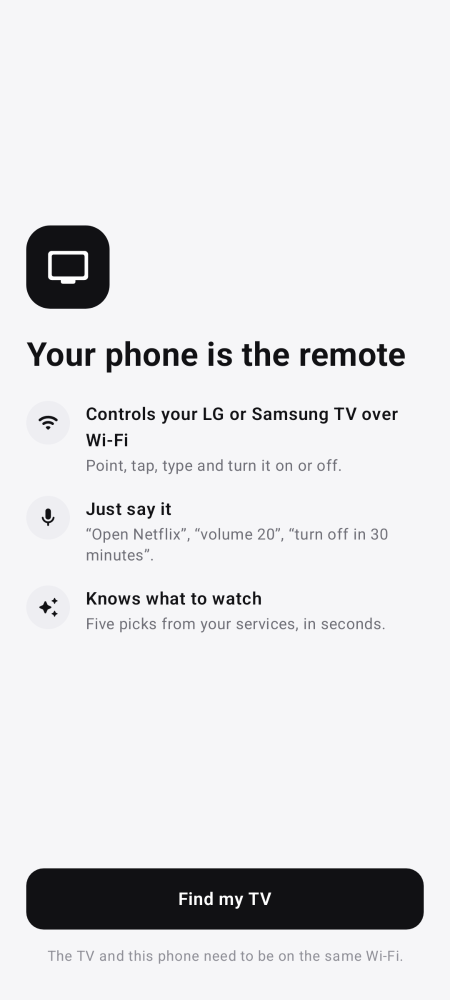 Your phone is the remote
Controls your LG or Samsung TV over
Wi-Fi
Point, tap, type and turn it on or off.
Just say it
“Open Netflix”, “volume 20”, “turn off in 30
minutes”.
Knows what to watch
Five picks from your services, in seconds.
Find my TV
The TV and this phone need to be on the same Wi-Fi.